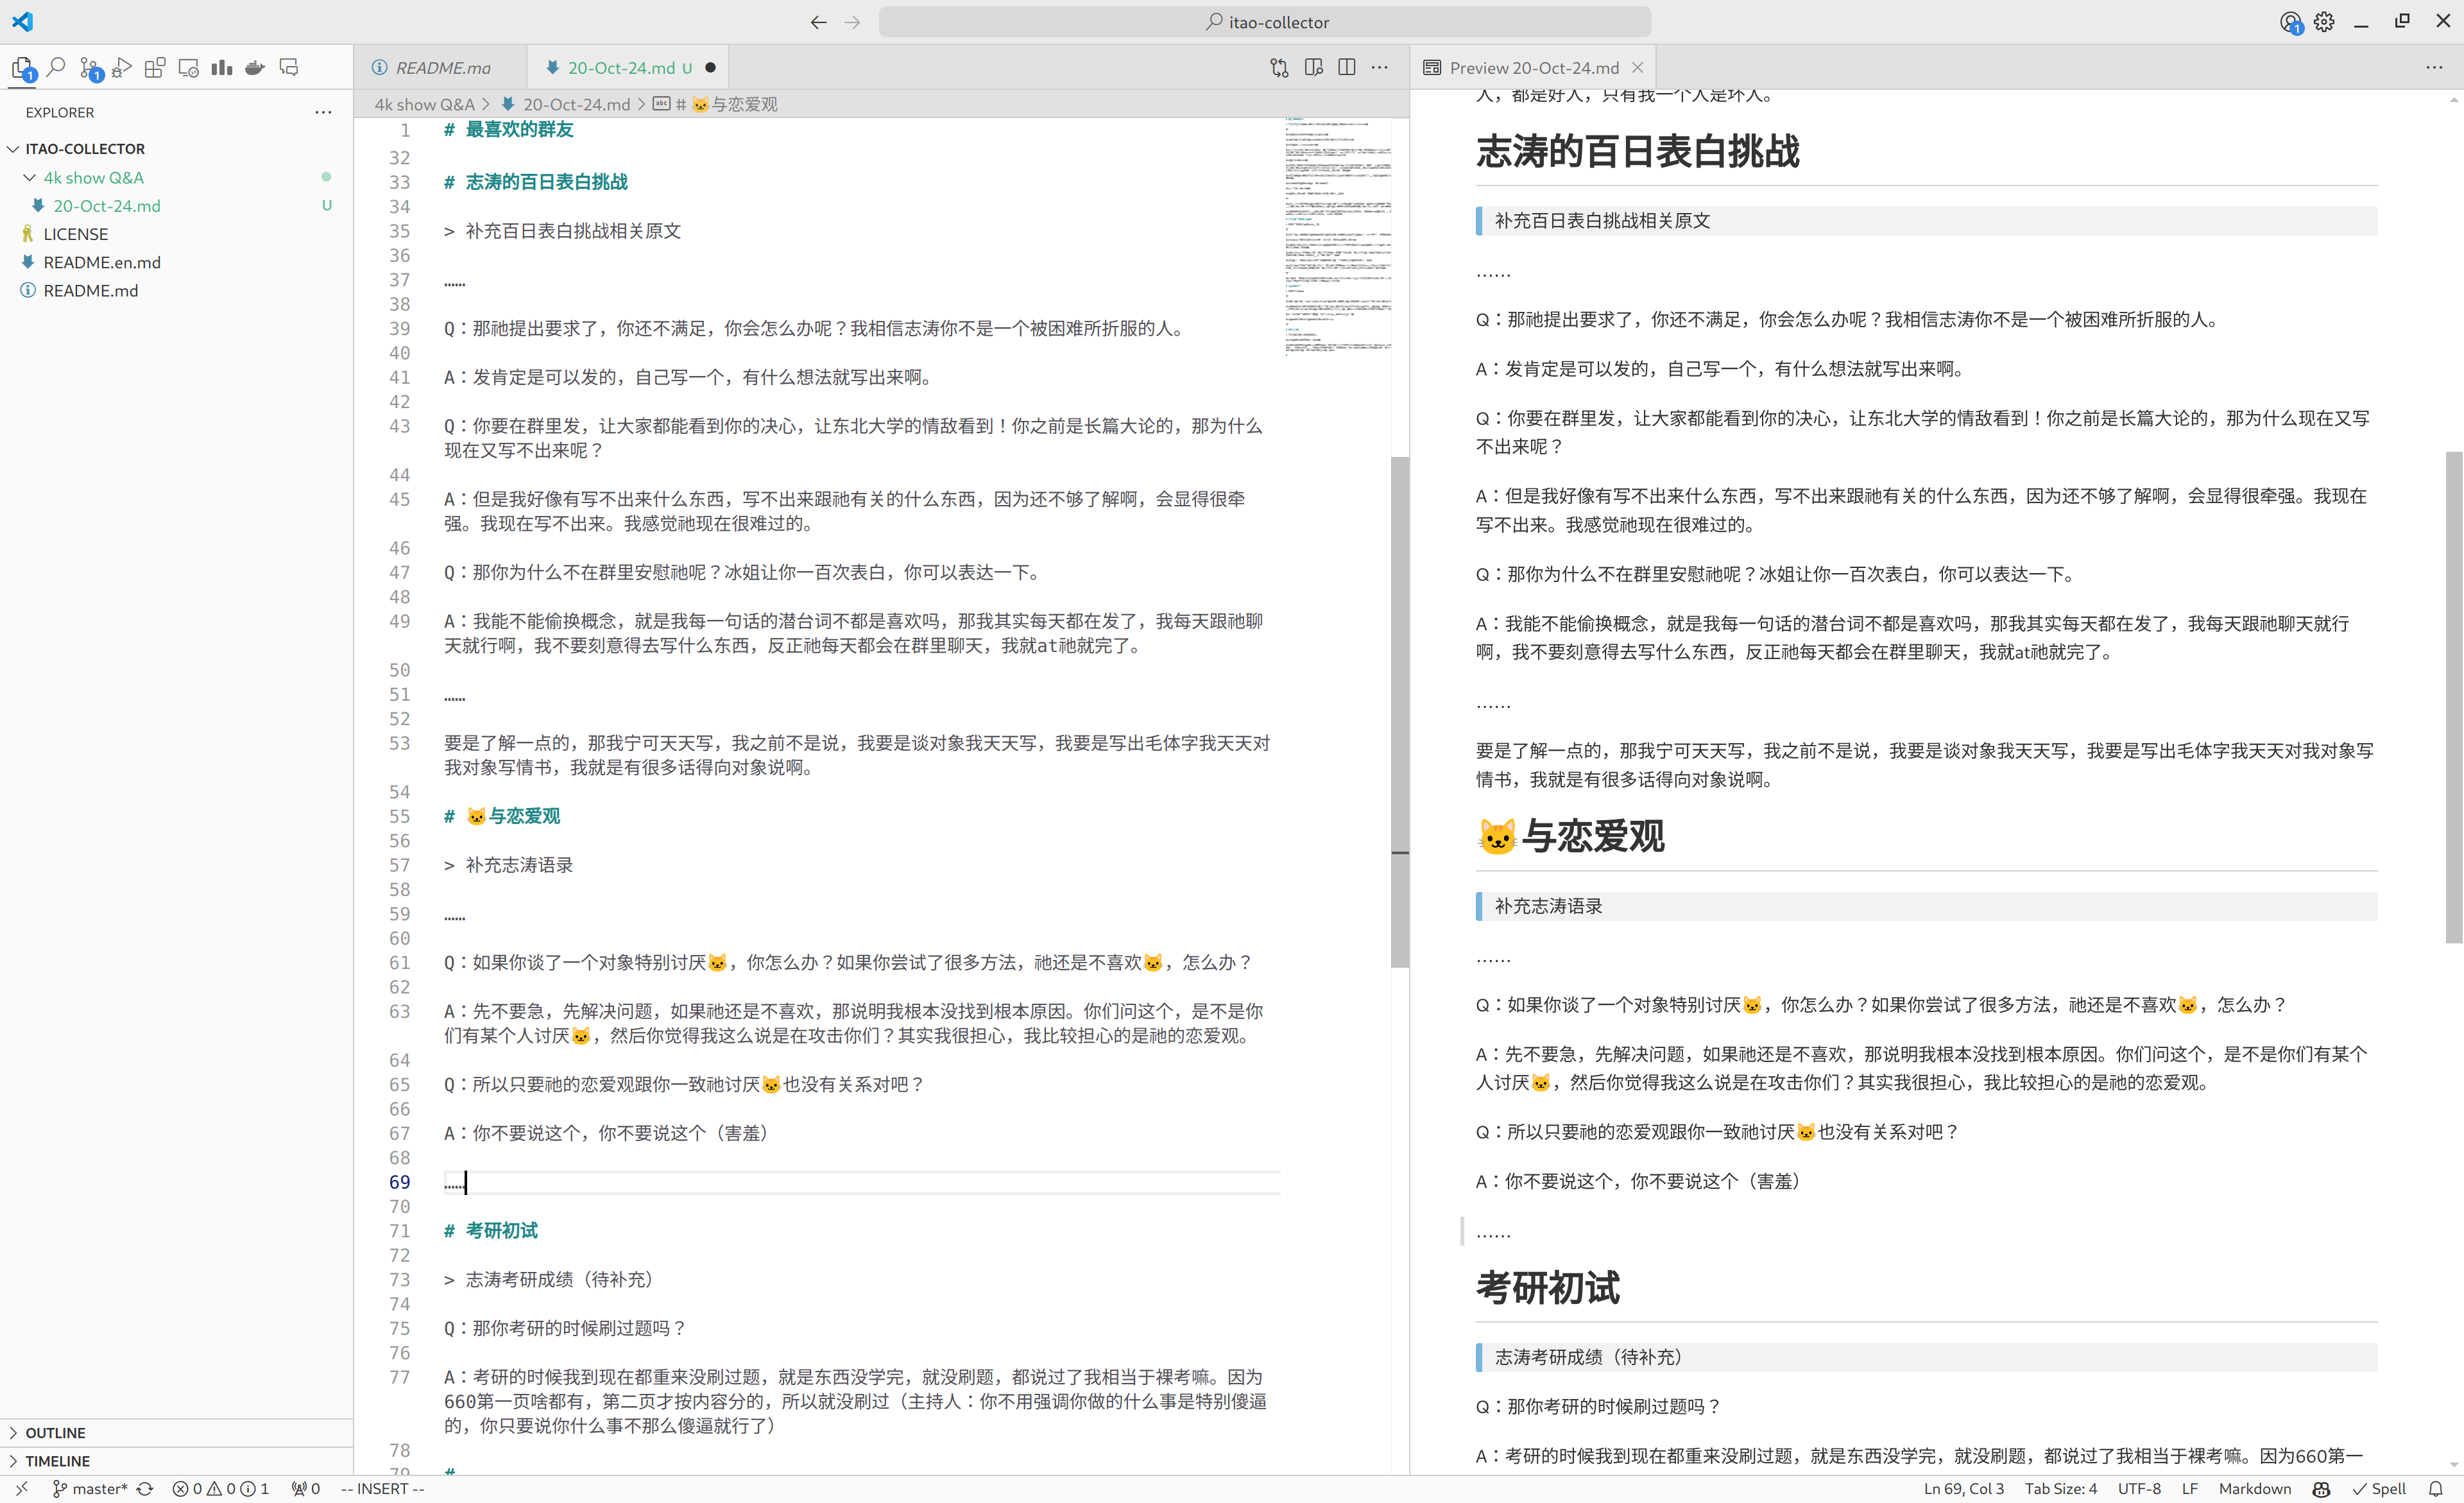 itao-collector
1
1
1
README.md
20-Oct-24.md U
Preview 20-Oct-24.md
EXPLORER
ITAO-COLLECTOR
4k show Q&A
20-Oct-24.md U
LICENSE
README.en.md
README.md
OUTLINE
TIMELINE
4k show Q&A > 20-Oct-24.md > # 🐱与恋爱观
1 # 最喜欢的群友
32
33 # 志涛的百日表白挑战
34
35 > 补充百日表白挑战相关原文
36
37 ……
38
39 Q：那祂提出要求了，你还不满足，你会怎么办呢？我相信志涛你不是一个被困难所折服的人。
40
41 A：发肯定是可以发的，自己写一个，有什么想法就写出来啊。
42
43 Q：你要在群里发，让大家都能看到你的决心，让东北大学的情敌看到！你之前是长篇大论的，那为什么
现在又写不出来呢？
44
45 A：但是我好像有写不出来什么东西，写不出来跟祂有关的什么东西，因为还不够了解啊，会显得很牵
强。我现在写不出来。我感觉祂现在很难过的。
46
47 Q：那你为什么不在群里安慰祂呢？冰姐让你一百次表白，你可以表达一下。
48
49 A：我能不能偷换概念，就是我每一句话的潜台词不都是喜欢吗，那我其实每天都在发了，我每天跟祂聊
天就行啊，我不要刻意得去写什么东西，反正祂每天都会在群里聊天，我就at祂就完了。
50
51 ……
52
53 要是了解一点的，那我宁可天天写，我之前不是说，我要是谈对象我天天写，我要是写出毛体字我天天对
我对象写情书，我就是有很多话得向对象说啊。
54
55 # 🐱与恋爱观
56
57 > 补充志涛语录
58
59 ……
60
61 Q：如果你谈了一个对象特别讨厌🐱，你怎么办？如果你尝试了很多方法，祂还是不喜欢🐱，怎么办？
62
63 A：先不要急，先解决问题，如果祂还是不喜欢，那说明我根本没找到根本原因。你们问这个，是不是你
们有某个人讨厌🐱，然后你觉得我这么说是在攻击你们？其实我很担心，我比较担心的是祂的恋爱观。
64
65 Q：所以只要祂的恋爱观跟你一致祂讨厌🐱也没有关系对吧？
66
67 A：你不要说这个，你不要说这个（害羞）
68
69 ……
70
71 # 考研初试
72
73 > 志涛考研成绩（待补充）
74
75 Q：那你考研的时候刷过题吗？
76
77 A：考研的时候我到现在都重来没刷过题，就是东西没学完，就没刷题，都说过了我相当于裸考嘛。因为
660第一页啥都有，第二页才按内容分的，所以就没刷过（主持人：你不用强调你做的什么事是特别傻逼
的，你只要说你什么事不那么傻逼就行了）
78
79 #
人，都是好人，只有我一个人是坏人。
志涛的百日表白挑战
补充百日表白挑战相关原文
……
Q：那祂提出要求了，你还不满足，你会怎么办呢？我相信志涛你不是一个被困难所折服的人。
A：发肯定是可以发的，自己写一个，有什么想法就写出来啊。
Q：你要在群里发，让大家都能看到你的决心，让东北大学的情敌看到！你之前是长篇大论的，那为什么现在又写
不出来呢？
A：但是我好像有写不出来什么东西，写不出来跟祂有关的什么东西，因为还不够了解啊，会显得很牵强。我现在
写不出来。我感觉祂现在很难过的。
Q：那你为什么不在群里安慰祂呢？冰姐让你一百次表白，你可以表达一下。
A：我能不能偷换概念，就是我每一句话的潜台词不都是喜欢吗，那我其实每天都在发了，我每天跟祂聊天就行
啊，我不要刻意得去写什么东西，反正祂每天都会在群里聊天，我就at祂就完了。
……
要是了解一点的，那我宁可天天写，我之前不是说，我要是谈对象我天天写，我要是写出毛体字我天天对我对象写
情书，我就是有很多话得向对象说啊。
🐱与恋爱观
补充志涛语录
……
Q：如果你谈了一个对象特别讨厌🐱，你怎么办？如果你尝试了很多方法，祂还是不喜欢🐱，怎么办？
A：先不要急，先解决问题，如果祂还是不喜欢，那说明我根本没找到根本原因。你们问这个，是不是你们有某个
人讨厌🐱，然后你觉得我这么说是在攻击你们？其实我很担心，我比较担心的是祂的恋爱观。
Q：所以只要祂的恋爱观跟你一致祂讨厌🐱也没有关系对吧？
A：你不要说这个，你不要说这个（害羞）
……
考研初试
志涛考研成绩（待补充）
Q：那你考研的时候刷过题吗？
A：考研的时候我到现在都重来没刷过题，就是东西没学完，就没刷题，都说过了我相当于裸考嘛。因为660第一
master* 0 0 1 0 -- INSERT -- Ln 69, Col 3 Tab Size: 4 UTF-8 LF Markdown Spell